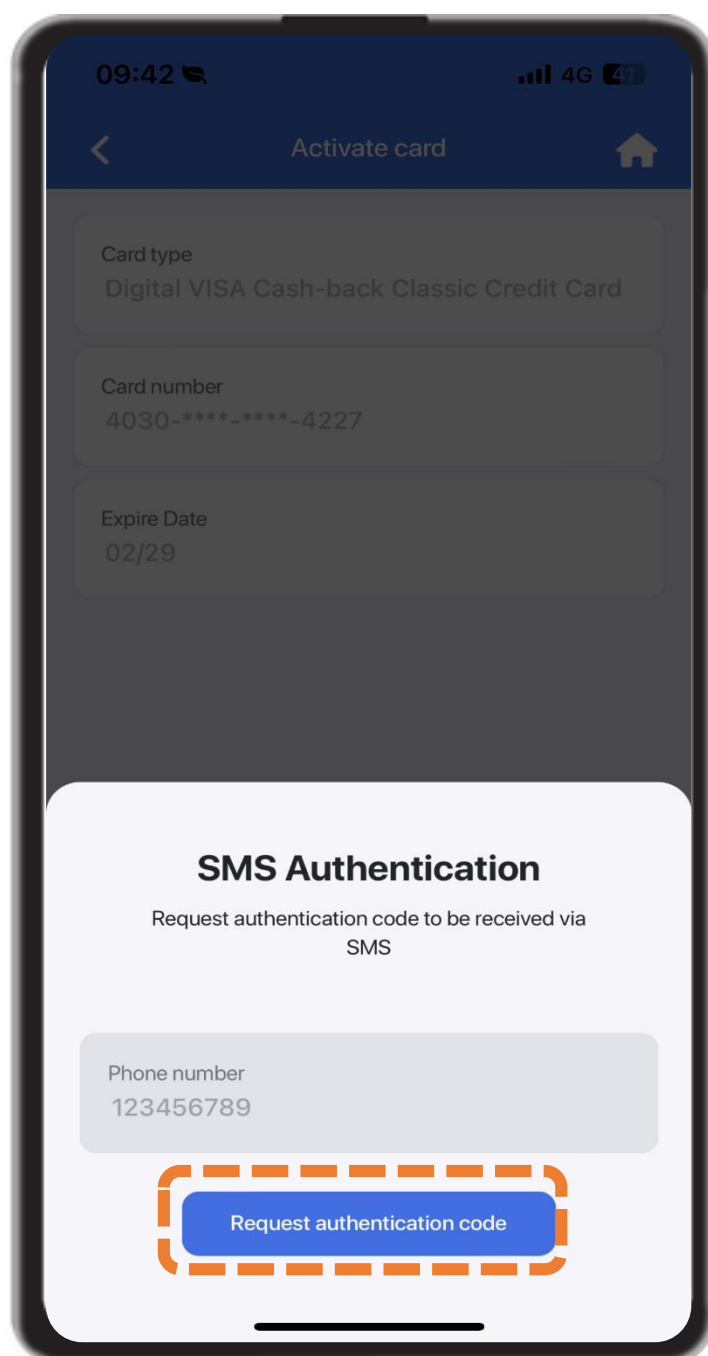 09:42 4G 41
Activate card
Card type
Digital VISA Cash-back Classic Credit Card
Card number
4030-****-****-4227
Expire Date
02/29
SMS Authentication
Request authentication code to be received via
SMS
Phone number
123456789
Request authentication code